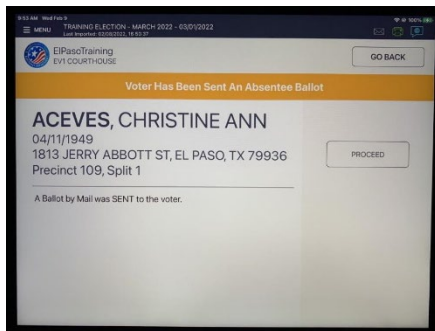 5:53 AM Wed Feb 9
100%
MENU
TRAINING ELECTION - MARCH 2022 - 03/01/2022
Last Imported: 02/08/2022, 18:53:37
ElPasoTraining
EV1 COURTHOUSE
GO BACK
Voter Has Been Sent An Absentee Ballot
ACEVES, CHRISTINE ANN
04/11/1949
1813 JERRY ABBOTT ST, EL PASO, TX 79936
Precinct 109, Split 1
PROCEED
A Ballot by Mail was SENT to the voter.